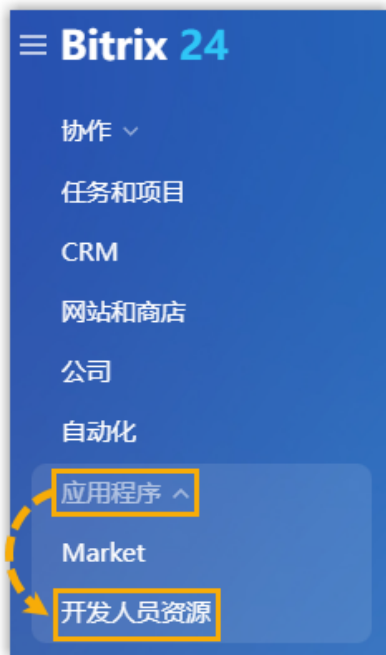 Bitrix 24
协作
任务和项目
CRM
网站和商店
公司
自动化
应用程序
Market
开发人员资源